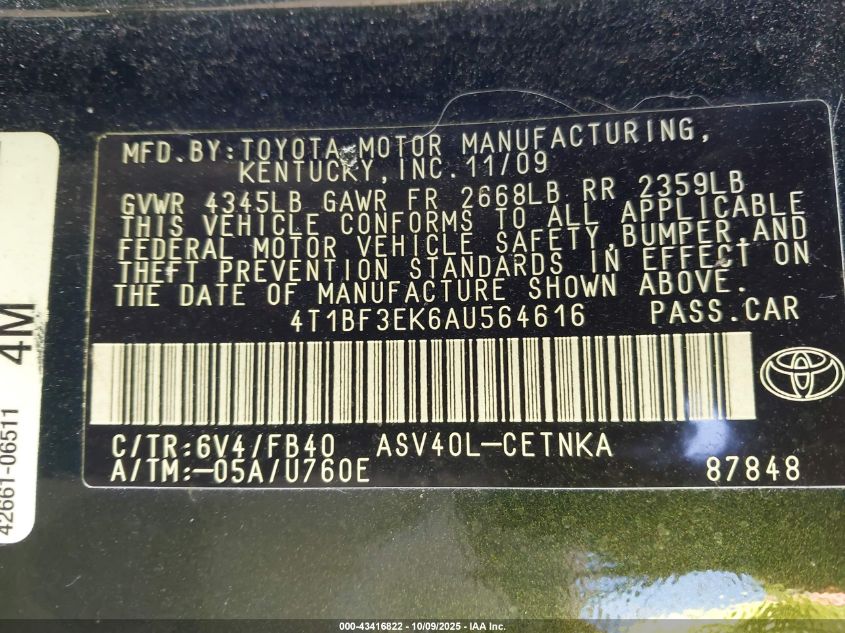 MFD.BY:TOYOTA MOTOR MANUFACTURING,
KENTUCKY, INC.11/09
GVWR 4345LB GAWR FR 2668LB RR 2359LB
THIS VEHICLE CONFORMS TO ALL APPLICABLE
FEDERAL MOTOR VEHICLE SAFETY,BUMPER,AND
THEFT PREVENTION STANDARDS IN EFFECT ON
THE DATE OF MANUFACTURE SHOWN ABOVE.
4T1BF3EK6AU564616 PASS.CAR
C/TR:6V4/FB40 ASV40L-CETNKA
A/TM:-05A/U760E 87848
4M
42661-06511
000-43416822 - 10/09/2025 - IAA Inc.